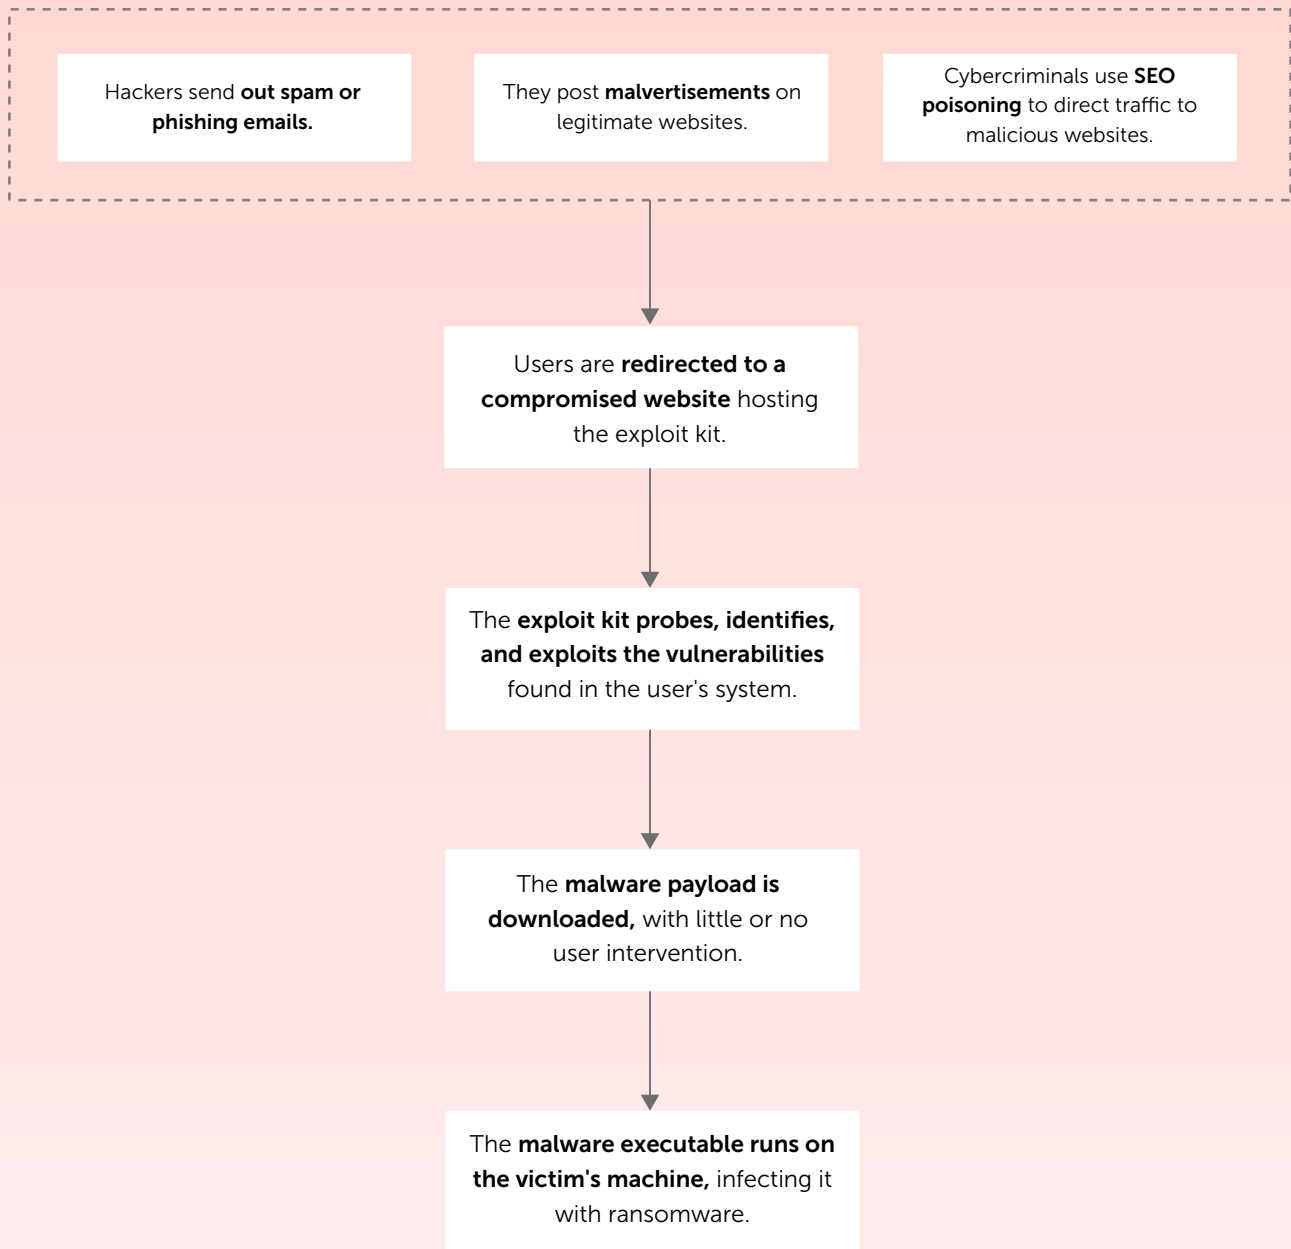 Hackers send out spam or
phishing emails.
They post malvertisements on
legitimate websites.
Cybercriminals use SEO
poisoning to direct traffic to
malicious websites.
Users are redirected to a
compromised website hosting
the exploit kit.
The exploit kit probes, identifies,
and exploits the vulnerabilities
found in the user's system.
The malware payload is
downloaded, with little or no
user intervention.
The malware executable runs on
the victim's machine, infecting it
with ransomware.